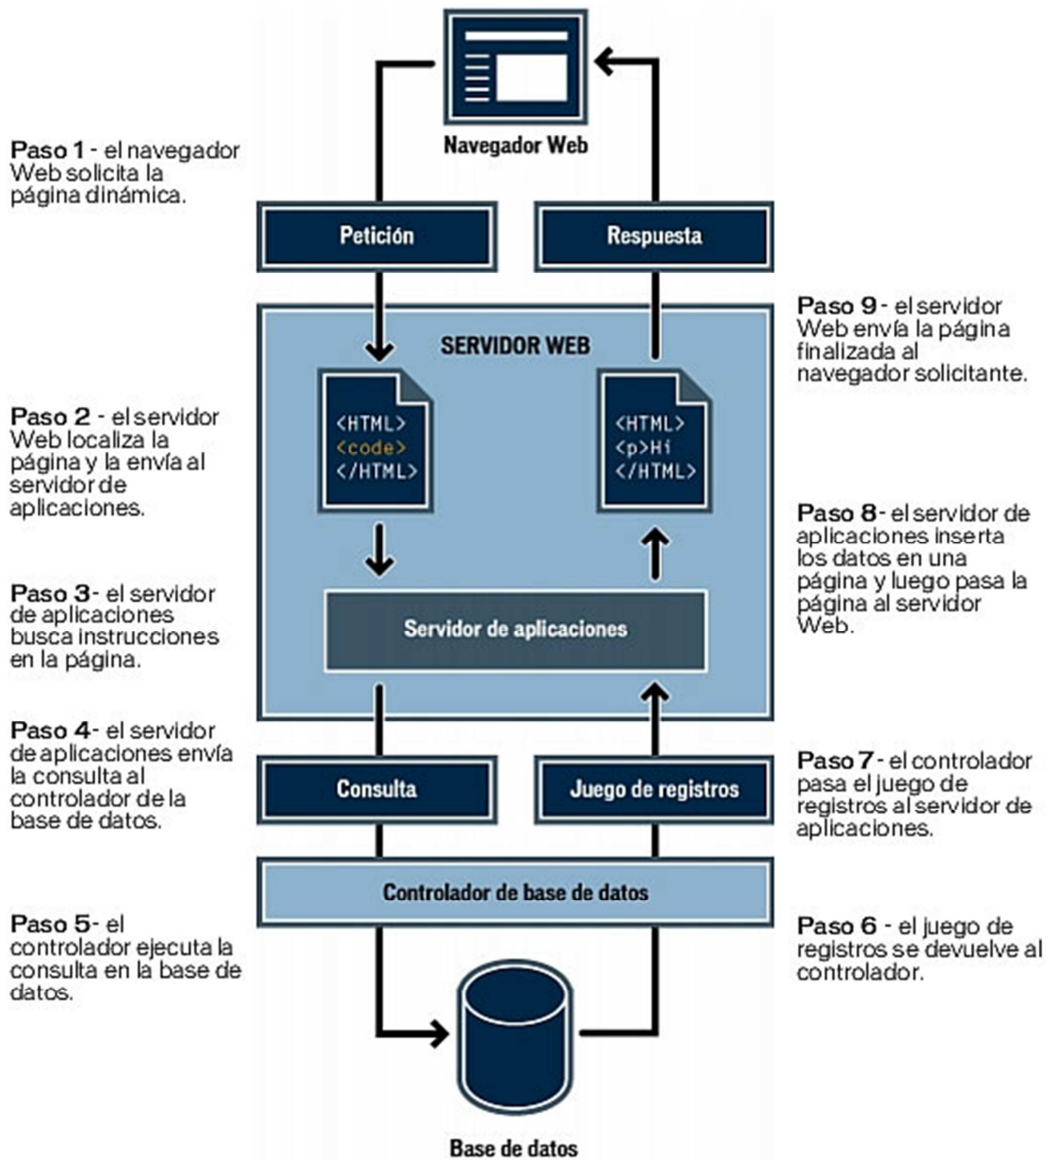 Navegador Web
Paso 1 - el navegador
Web solicita la
página dinámica.
Petición
Respuesta
Paso 9 - el servidor
Web envía la página
finalizada al
navegador solicitante.
SERVIDOR WEB
<HTML>
<code>
</HTML>
<HTML>
<p>Hi
</HTML>
Paso 2 - el servidor
Web localiza la
página y la envía al
servidor de
aplicaciones.
Paso 8- el servidor de
aplicaciones inserta
los datos en una
página y luego pasa la
página al servidor
Web.
Paso 3- el servidor
de aplicaciones
busca instrucciones
en la página.
Servidor de aplicaciones
Paso 4- el servidor
de aplicaciones envía
la consulta al
controlador de la
base de datos.
Consulta
Juego de registros
Paso 7 - el controlador
pasa el juego de
registros al servidor de
aplicaciones.
Controlador de base de datos
Paso 5- el
controlador ejecuta la
consulta en la base de
datos.
Paso 6 - el juego de
registros se devuelve al
controlador.
Base de datos